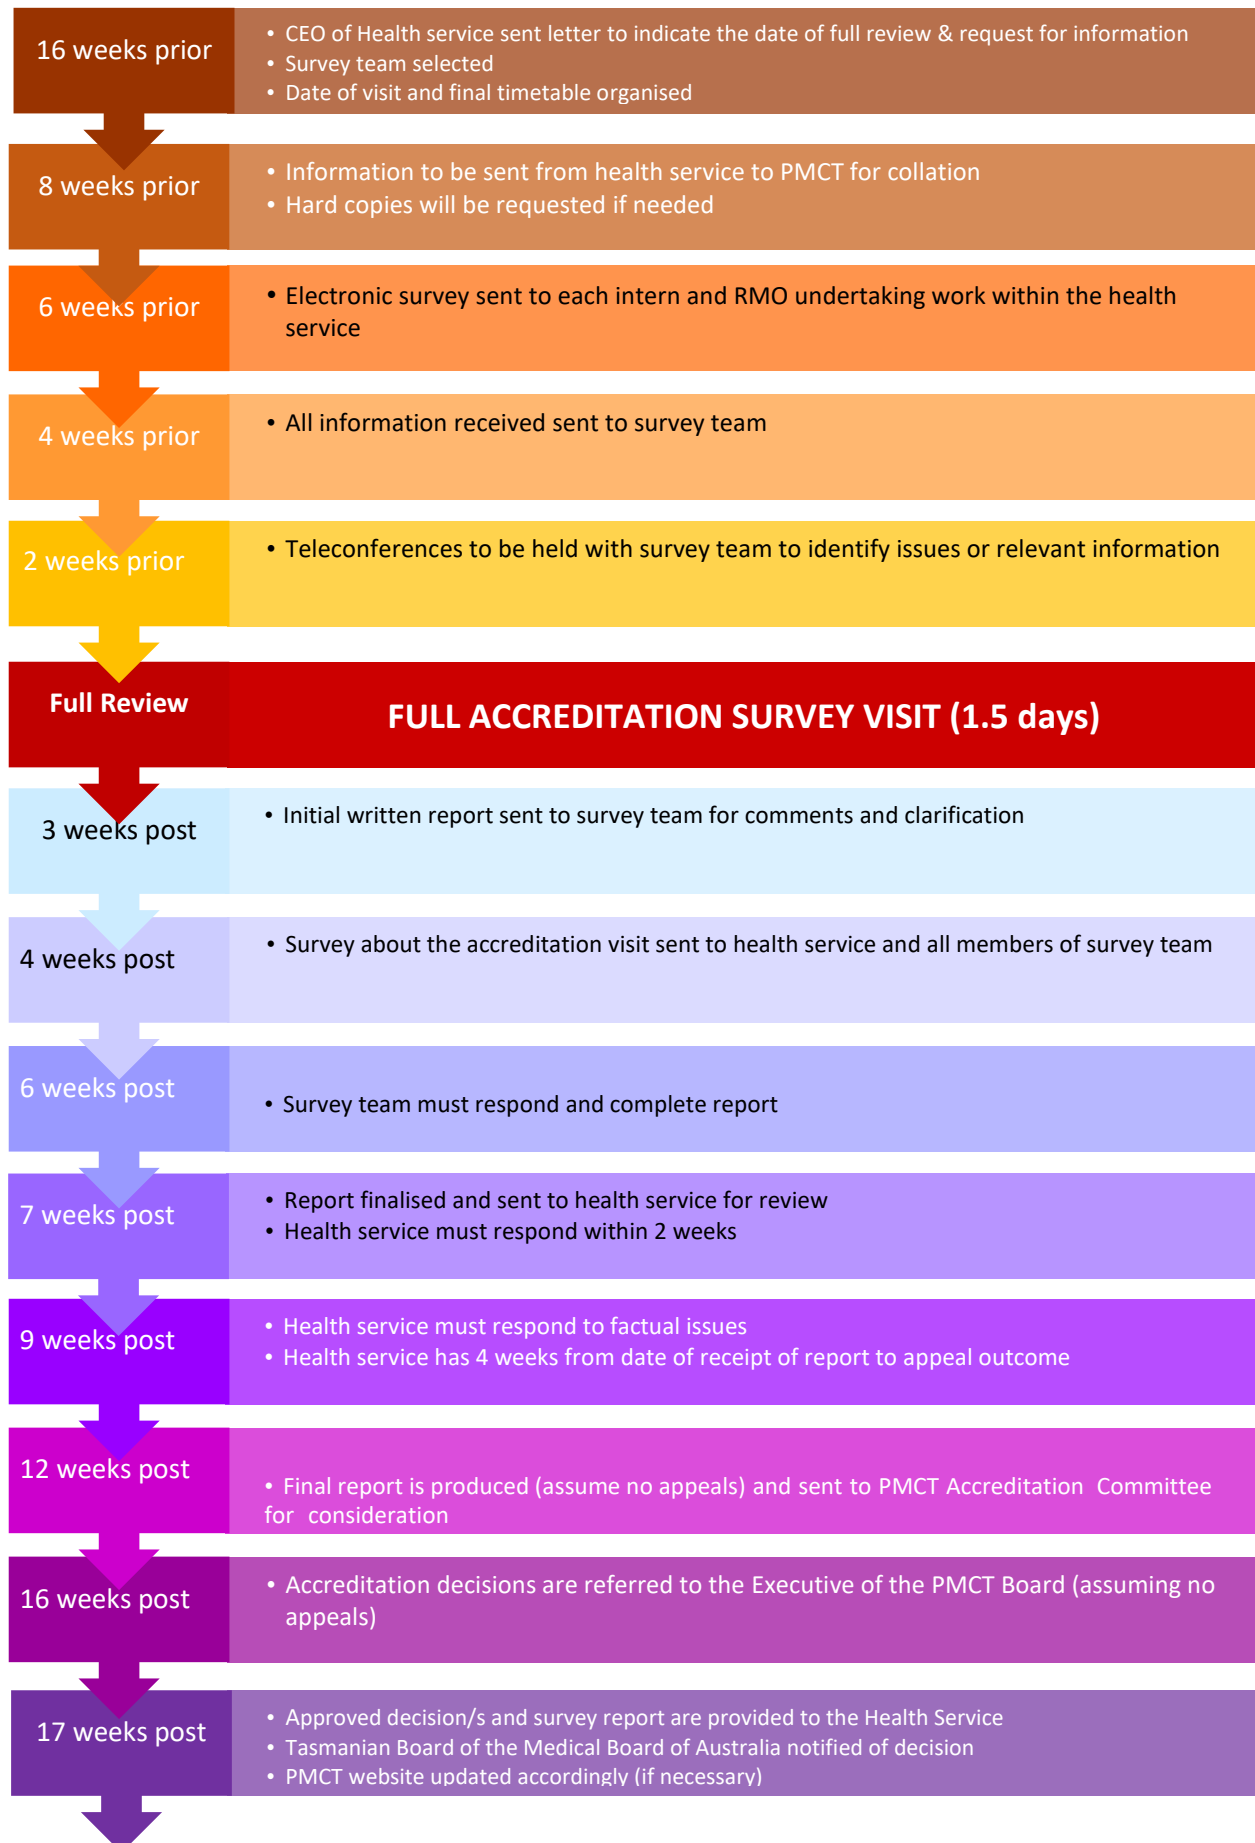 16 weeks prior
• CEO of Health service sent letter to indicate the date of full review & request for information
• Survey team selected
• Date of visit and final timetable organised
8 weeks prior
• Information to be sent from health service to PMCT for collation
• Hard copies will be requested if needed
6 weeks prior
• Electronic survey sent to each intern and RMO undertaking work within the health
service
4 weeks prior
• All information received sent to survey team
2 weeks prior
• Teleconferences to be held with survey team to identify issues or relevant information
Full Review
FULL ACCREDITATION SURVEY VISIT (1.5 days)
3 weeks post
• Initial written report sent to survey team for comments and clarification
4 weeks post
• Survey about the accreditation visit sent to health service and all members of survey team
6 weeks post
• Survey team must respond and complete report
7 weeks post
• Report finalised and sent to health service for review
• Health service must respond within 2 weeks
9 weeks post
• Health service must respond to factual issues
• Health service has 4 weeks from date of receipt of report to appeal outcome
12 weeks post
• Final report is produced (assume no appeals) and sent to PMCT Accreditation Committee
for consideration
16 weeks post
• Accreditation decisions are referred to the Executive of the PMCT Board (assuming no
appeals)
17 weeks post
• Approved decision/s and survey report are provided to the Health Service
• Tasmanian Board of the Medical Board of Australia notified of decision
• PMCT website updated accordingly (if necessary)